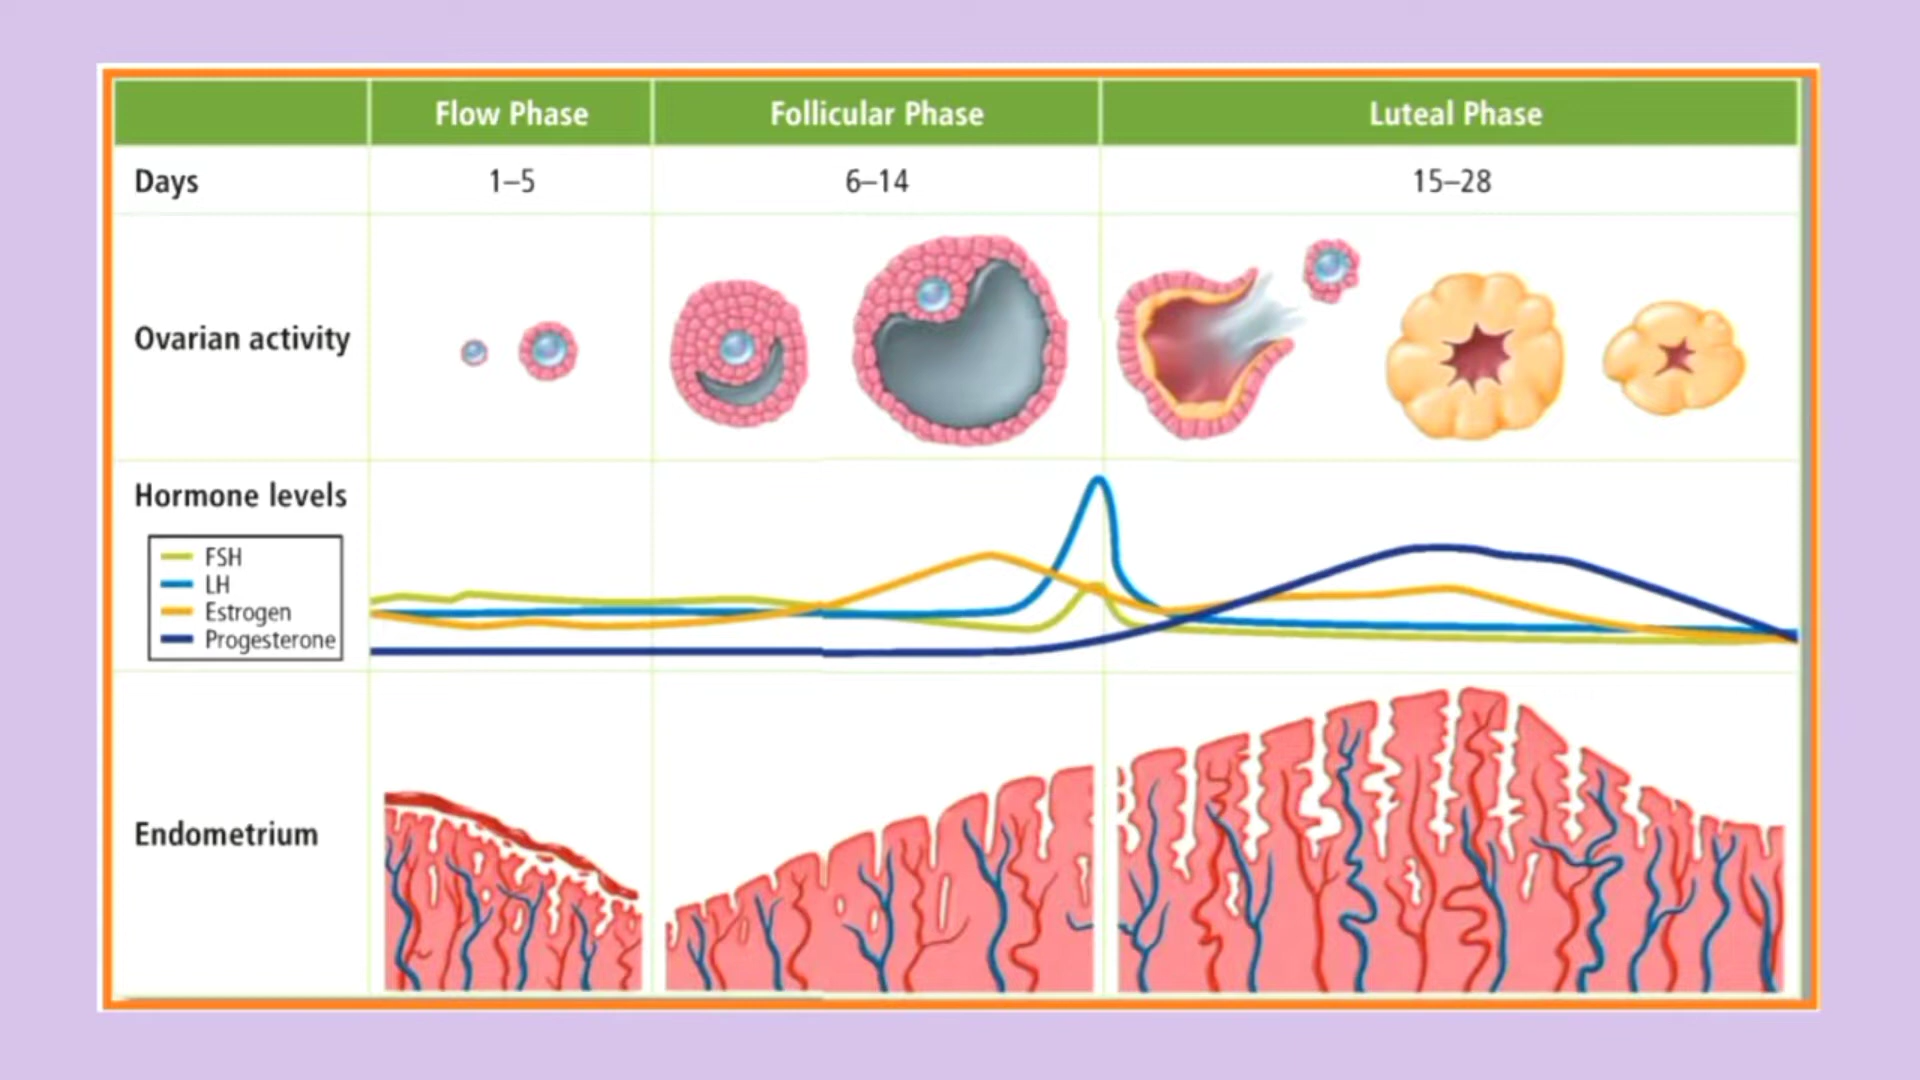 Flow Phase
Follicular Phase
Luteal Phase
Days
1–5
6–14
15–28
Ovarian activity
Hormone levels
FSH
LH
Estrogen
Progesterone
Endometrium